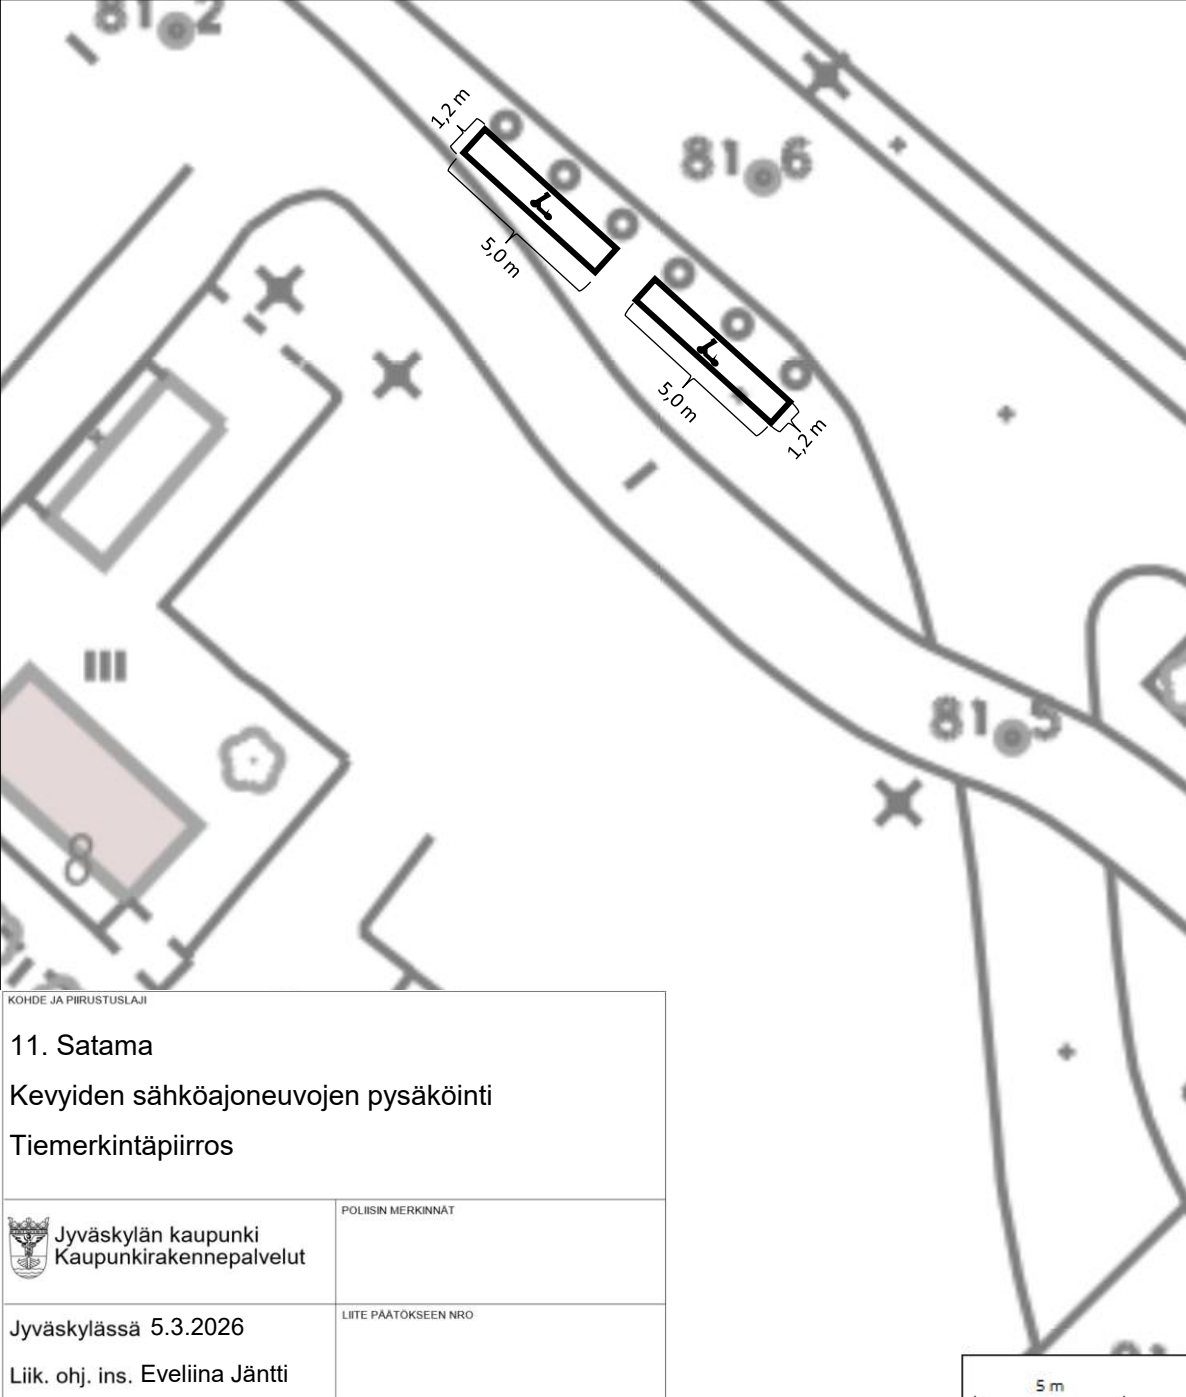 81.2
1,2 m
81.6
5,0 m
5,0 m
1,2 m
III
81.5
8
KOHDE JA PIIRUSTUSLAJI
11. Satama
Kevyiden sähköajoneuvojen pysäköinti
Tiemerkintäpiirros
Jyväskylän kaupunki
Kaupunkirakennepalvelut
POLIISIN MERKINNÄT
Jyväskylässä 5.3.2026
Liik. ohj. ins. Eveliina Jäntti
LIITE PÄÄTÖKSEEN NRO
5 m